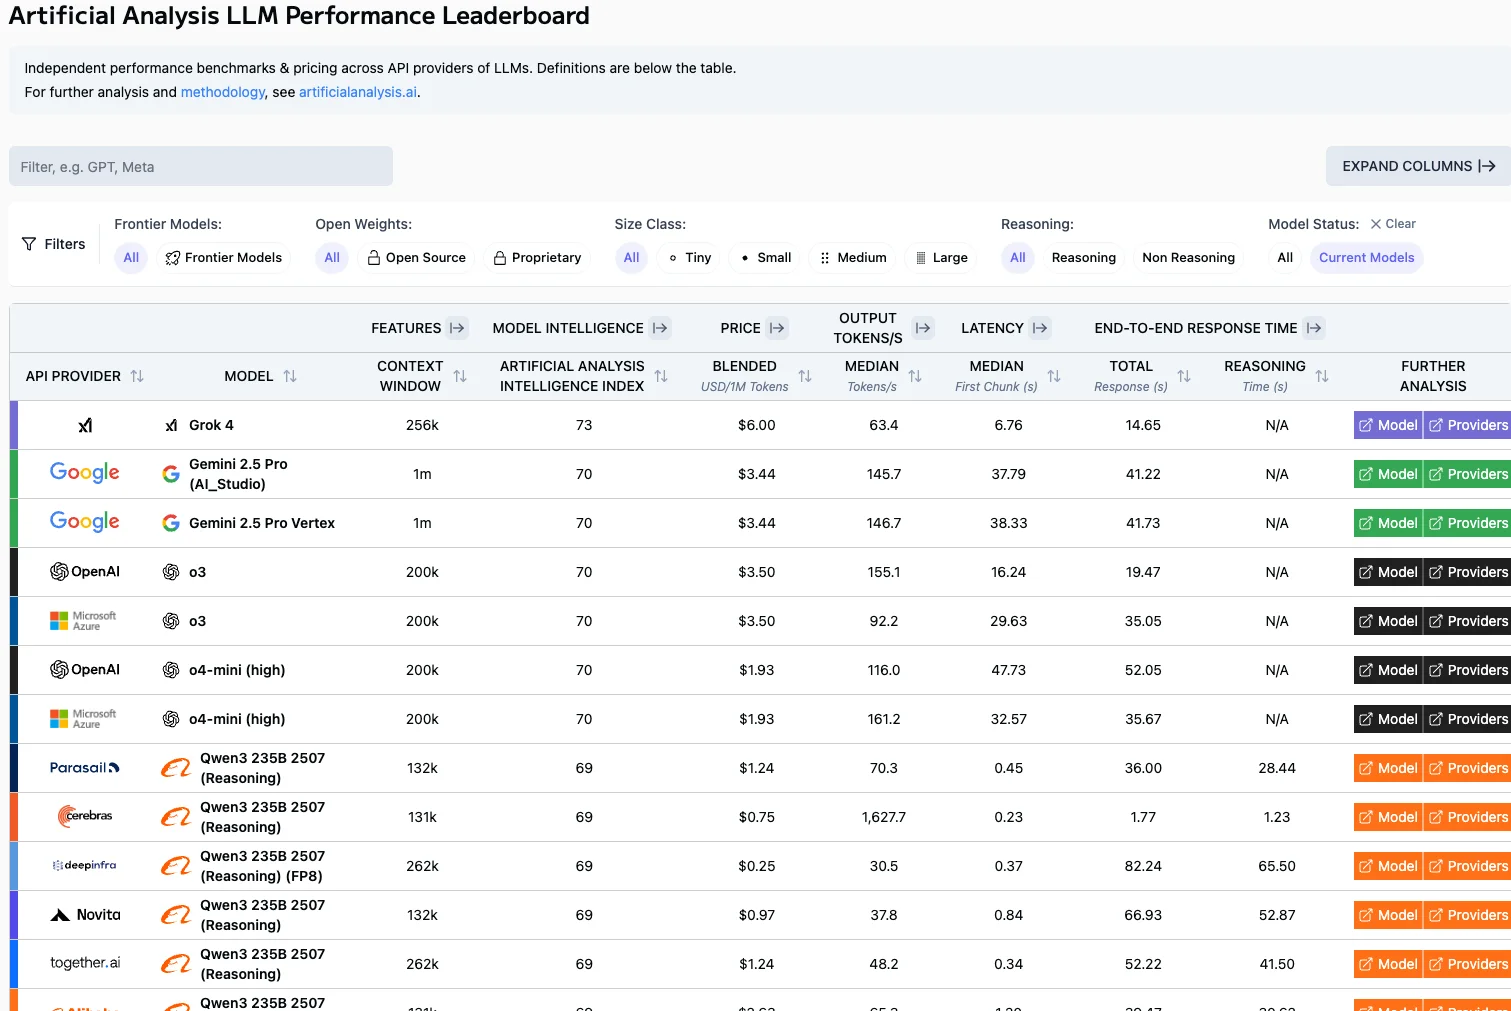 Artificial Analysis LLM Performance Leaderboard
Independent performance benchmarks & pricing across API providers of LLMs. Definitions are below the table.
For further analysis and methodology, see artificialanalysis.ai.
Filter, e.g. GPT, Meta
EXPAND COLUMNS
Filters
Frontier Models: Open Weights: Size Class: Reasoning: Model Status: Clear
All Frontier Models All Open Source Proprietary All Tiny Small Medium Large All Reasoning Non Reasoning All Current Models
FEATURES MODEL INTELLIGENCE PRICE OUTPUT TOKENS/S LATENCY END-TO-END RESPONSE TIME
API PROVIDER MODEL CONTEXT WINDOW ARTIFICIAL ANALYSIS INTELLIGENCE INDEX BLENDED USD/1M Tokens MEDIAN Tokens/s MEDIAN First Chunk (s) TOTAL Response (s) REASONING Time (s) FURTHER ANALYSIS
xI Grok 4 256k 73 $6.00 63.4 6.76 14.65 N/A Model Providers
Google Gemini 2.5 Pro (AI_Studio) 1m 70 $3.44 145.7 37.79 41.22 N/A Model Providers
Google Gemini 2.5 Pro Vertex 1m 70 $3.44 146.7 38.33 41.73 N/A Model Providers
OpenAI o3 200k 70 $3.50 155.1 16.24 19.47 N/A Model Providers
Microsoft Azure o3 200k 70 $3.50 92.2 29.63 35.05 N/A Model Providers
OpenAI o4-mini (high) 200k 70 $1.93 116.0 47.73 52.05 N/A Model Providers
Microsoft Azure o4-mini (high) 200k 70 $1.93 161.2 32.57 35.67 N/A Model Providers
Parasail Qwen3 235B 2507 (Reasoning) 132k 69 $1.24 70.3 0.45 36.00 28.44 Model Providers
cerebras Qwen3 235B 2507 (Reasoning) 131k 69 $0.75 1,627.7 0.23 1.77 1.23 Model Providers
deepinfra Qwen3 235B 2507 (Reasoning) (FP8) 262k 69 $0.25 30.5 0.37 82.24 65.50 Model Providers
Novita Qwen3 235B 2507 (Reasoning) 132k 69 $0.97 37.8 0.84 66.93 52.87 Model Providers
together.ai Qwen3 235B 2507 (Reasoning) 262k 69 $1.24 48.2 0.34 52.22 41.50 Model Providers
Qwen3 235B 2507